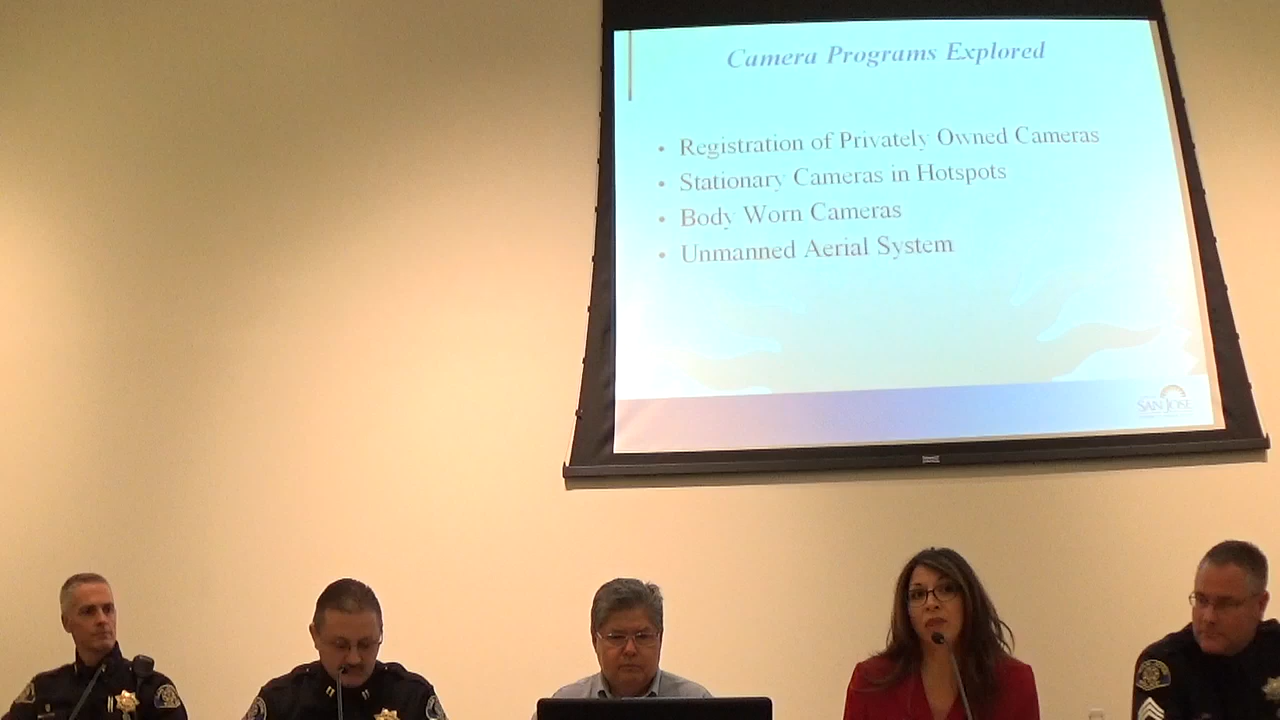 Camera Programs Explored
• Registration of Privately Owned Cameras
• Stationary Cameras in Hotspots
• Body Worn Cameras
• Unmanned Aerial System
SAN JOSE